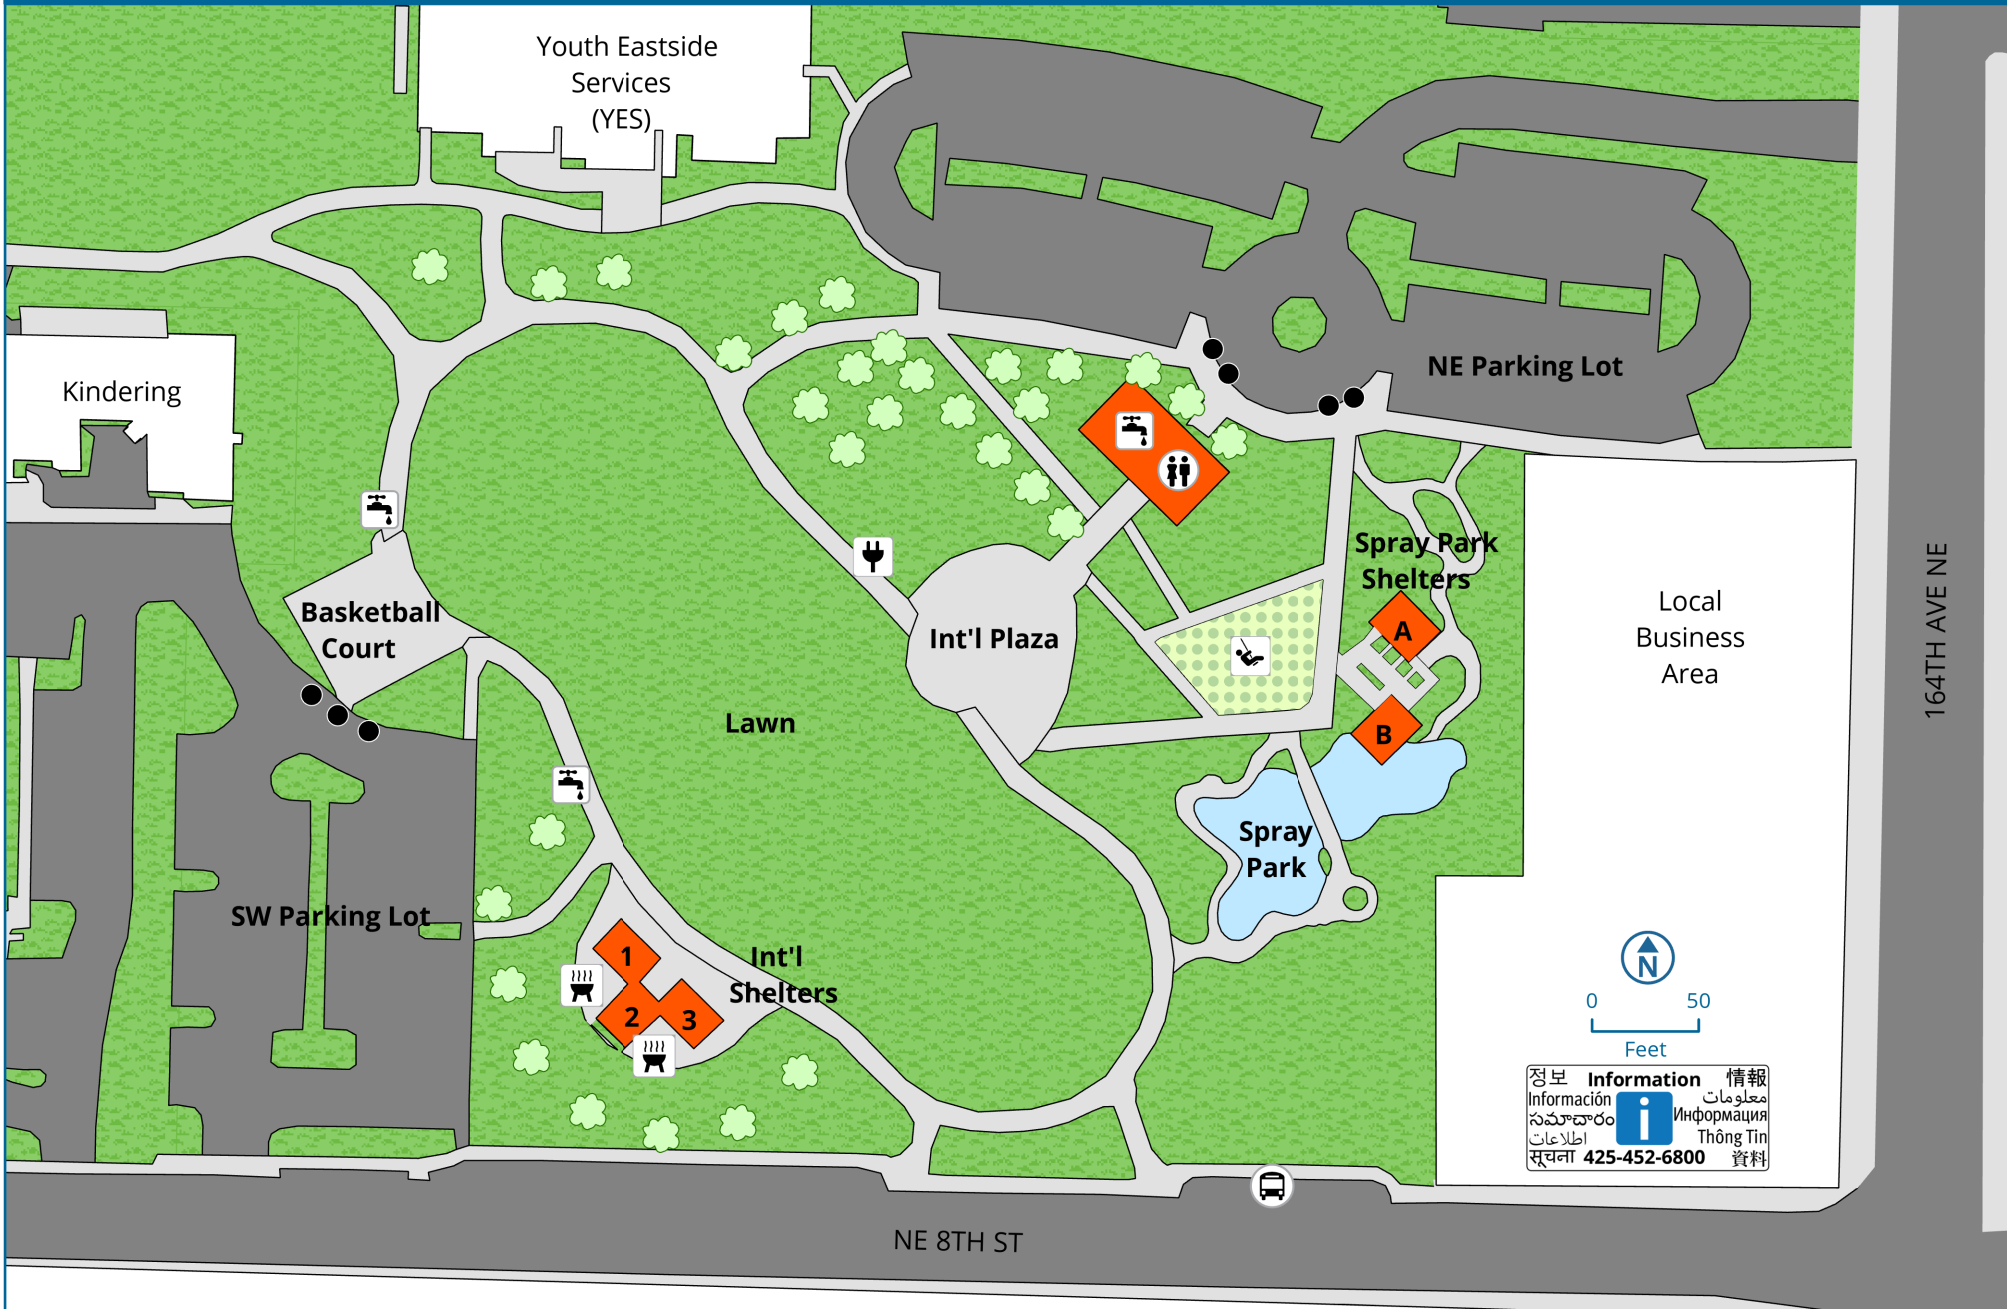 Youth Eastside
Services
(YES)
NE Parking Lot
Kindering
Spray Park
Shelters
Basketball
Court
Int'l Plaza
A
B
Local
Business
Area
164TH AVE NE
Lawn
Spray
Park
SW Parking Lot
1
2
3
Int'l
Shelters
N
0 50
Feet
정보 Information 情報
Información معلومات
సమాచారం i Информация
اطلاعات Thông Tin
सूचना 425-452-6800 資料
NE 8TH ST